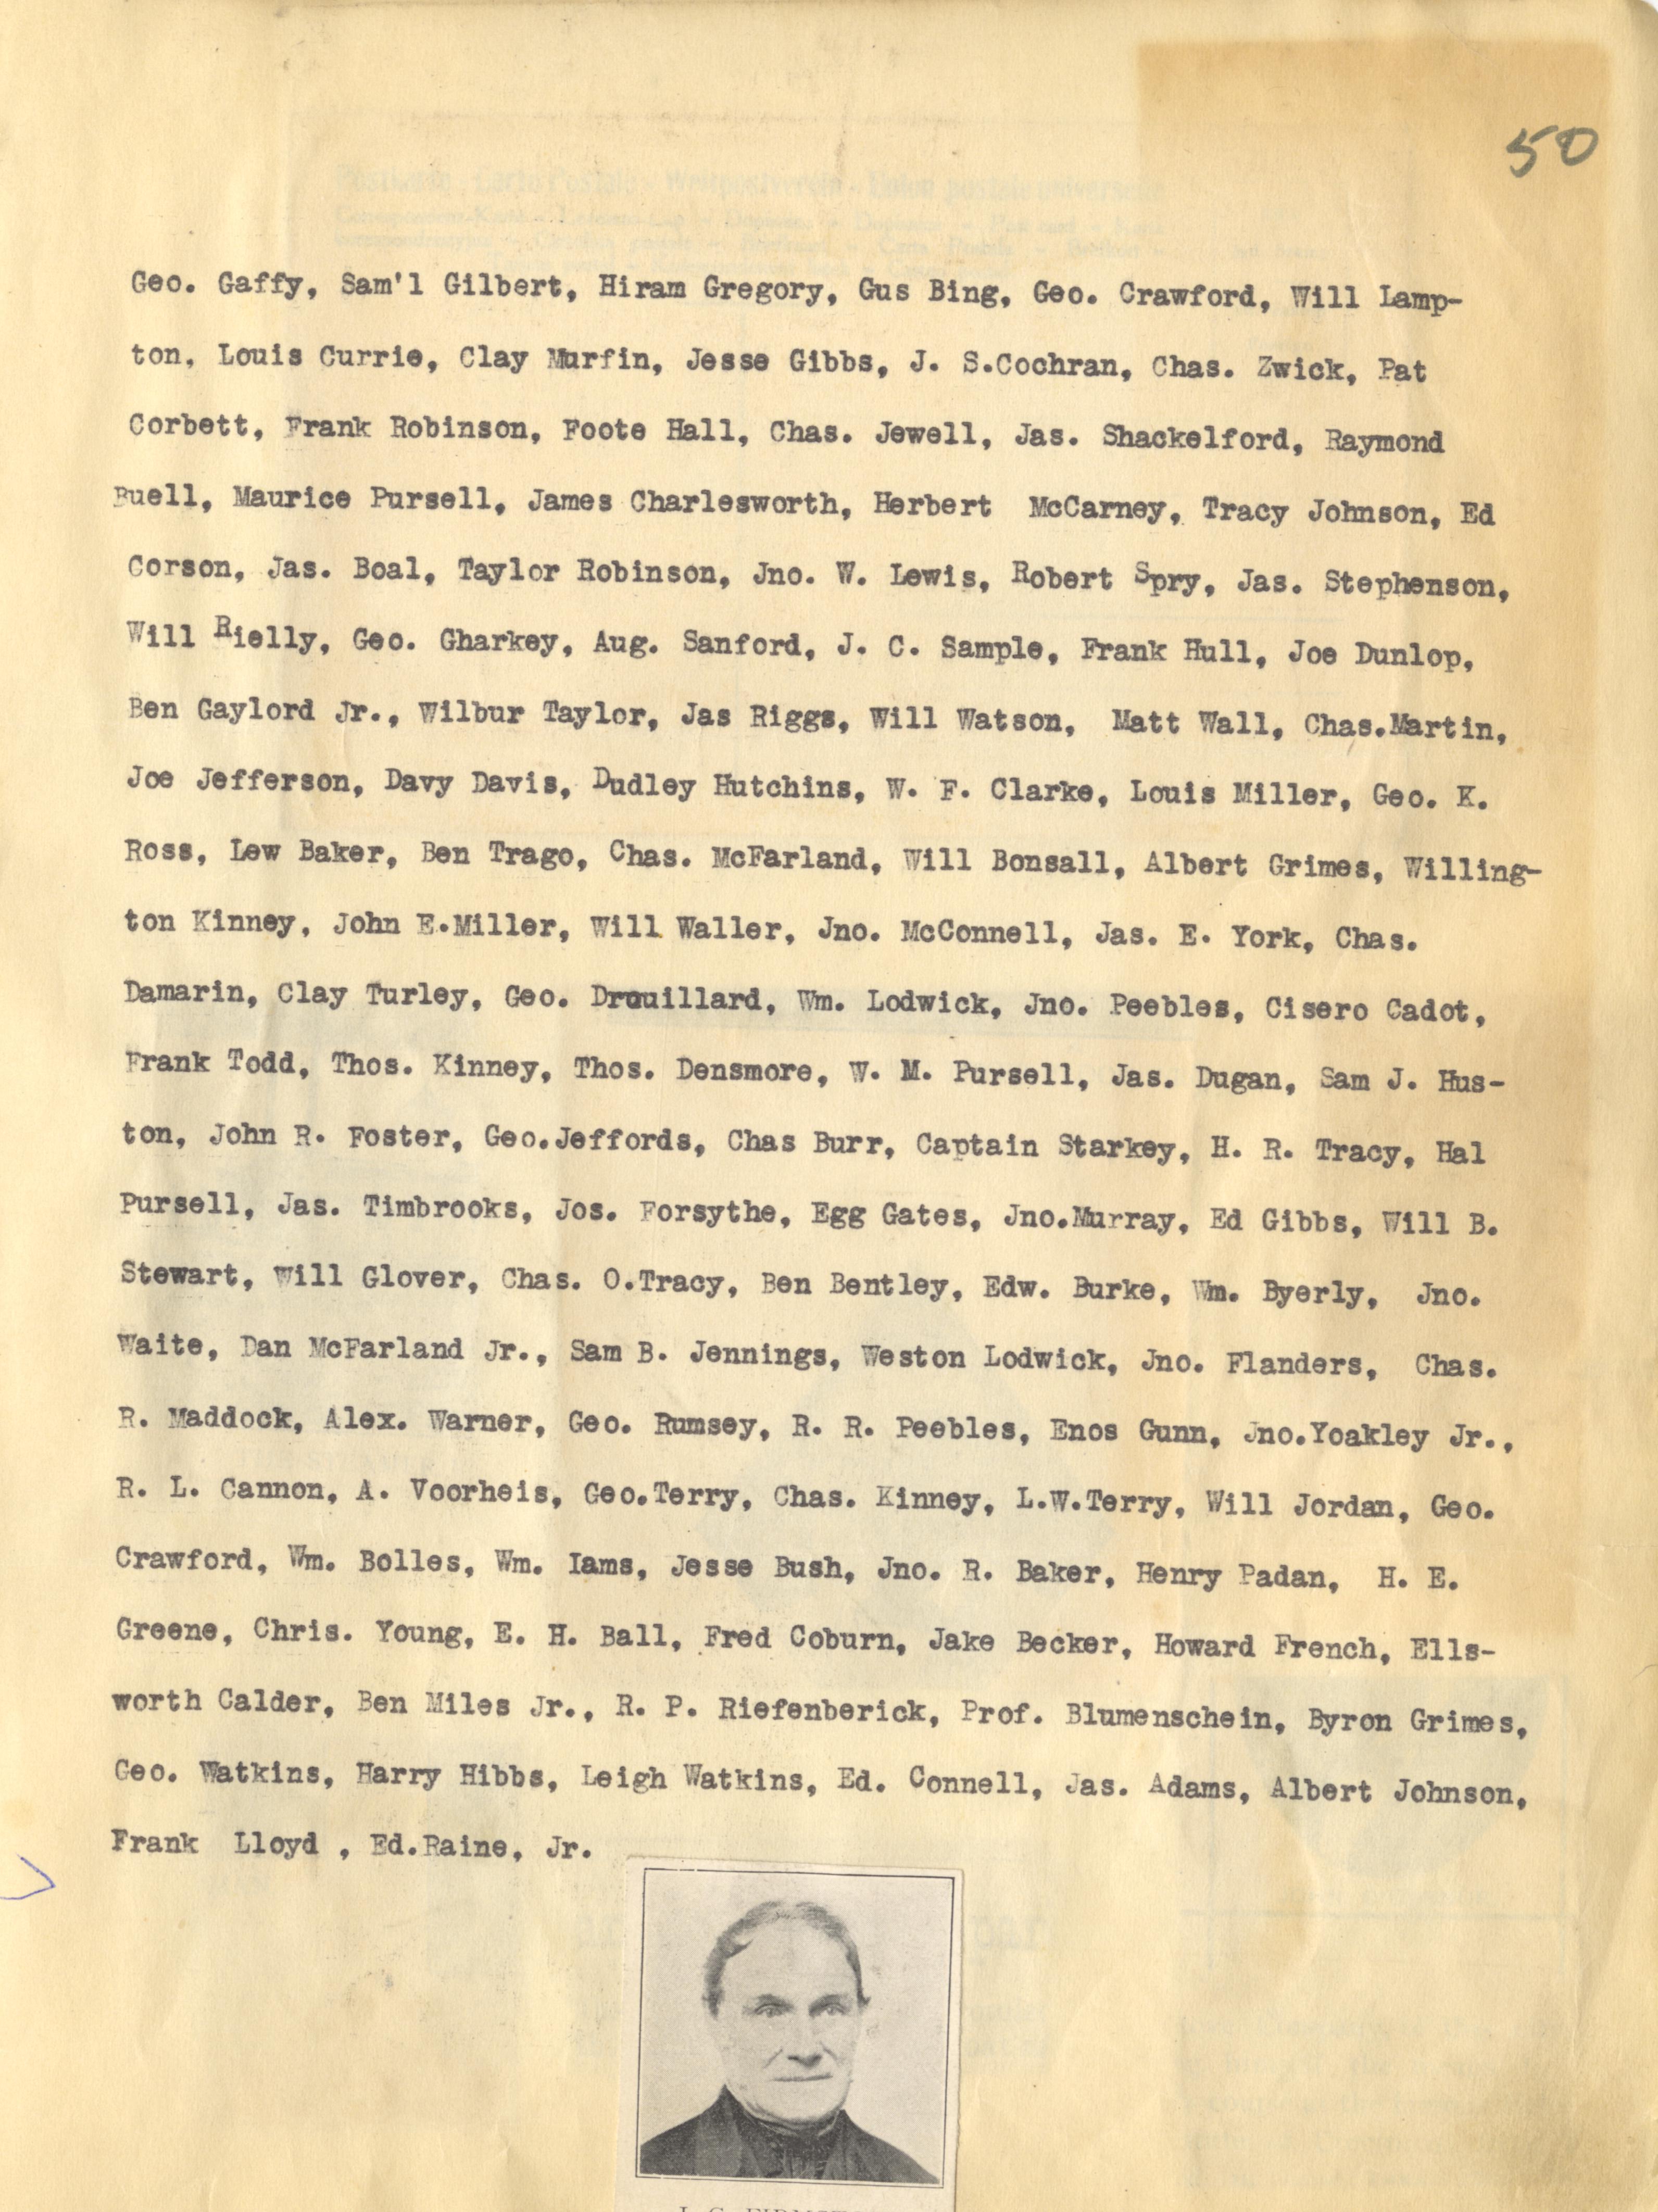 50
Geo. Gaffy, Sam'l Gilbert, Hiram Gregory, Gus Bing, Geo. Crawford, Will Lamp-
ton, Louis Currie, Clay Murfin, Jesse Gibbs, J. S.Cochran, Chas. Zwick, Pat
Corbett, Frank Robinson, Foote Hall, Chas. Jewell, Jas. Shackelford, Raymond
Buell, Maurice Pursell, James Charlesworth, Herbert McCarney, Tracy Johnson, Ed
Corson, Jas. Boal, Taylor Robinson, Jno. W. Lewis, Robert Spry, Jas. Stephenson,
Will Rielly, Geo. Gharkey, Aug. Sanford, J. C. Sample, Frank Hull, Joe Dunlop,
Ben Gaylord Jr., Wilbur Taylor, Jas Riggs, Will Watson, Matt Wall, Chas.Martin,
Joe Jefferson, Davy Davis, Dudley Hutchins, W. F. Clarke, Louis Miller, Geo. K.
Ross, Lew Baker, Ben Trago, Chas. McFarland, Will Bonsall, Albert Grimes, Willing-
ton Kinney, John E.Miller, Will Waller, Jno. McConnell, Jas. E. York, Chas.
Damarin, Clay Turley, Geo. Drouillard, Wm. Lodwick, Jno. Peebles, Cisero Cadot,
Frank Todd, Thos. Kinney, Thos. Densmore, W. M. Pursell, Jas. Dugan, Sam J. Hus-
ton, John R. Foster, Geo.Jeffords, Chas Burr, Captain Starkey, H. R. Tracy, Hal
Pursell, Jas. Timbrooks, Jos. Forsythe, Egg Gates, Jno.Murray, Ed Gibbs, Will B.
Stewart, Will Glover, Chas. O.Tracy, Ben Bentley, Edw. Burke, Wm. Byerly, Jno.
Waite, Dan McFarland Jr., Sam B. Jennings, Weston Lodwick, Jno. Flanders, Chas.
R. Maddock, Alex. Warner, Geo. Rumsey, R. R. Peebles, Enos Gunn, Jno.Yoakley Jr.,
R. L. Cannon, A. Voorheis, Geo.Terry, Chas. Kinney, L.W.Terry, Will Jordan, Geo.
Crawford, Wm. Bolles, Wm. Iams, Jesse Bush, Jno. R. Baker, Henry Padan, H. E.
Greene, Chris. Young, E. H. Ball, Fred Coburn, Jake Becker, Howard French, Ells-
worth Calder, Ben Miles Jr., R. P. Riefenberick, Prof. Blumenschein, Byron Grimes,
Geo. Watkins, Harry Hibbs, Leigh Watkins, Ed. Connell, Jas. Adams, Albert Johnson,
Frank Lloyd , Ed.Raine, Jr.